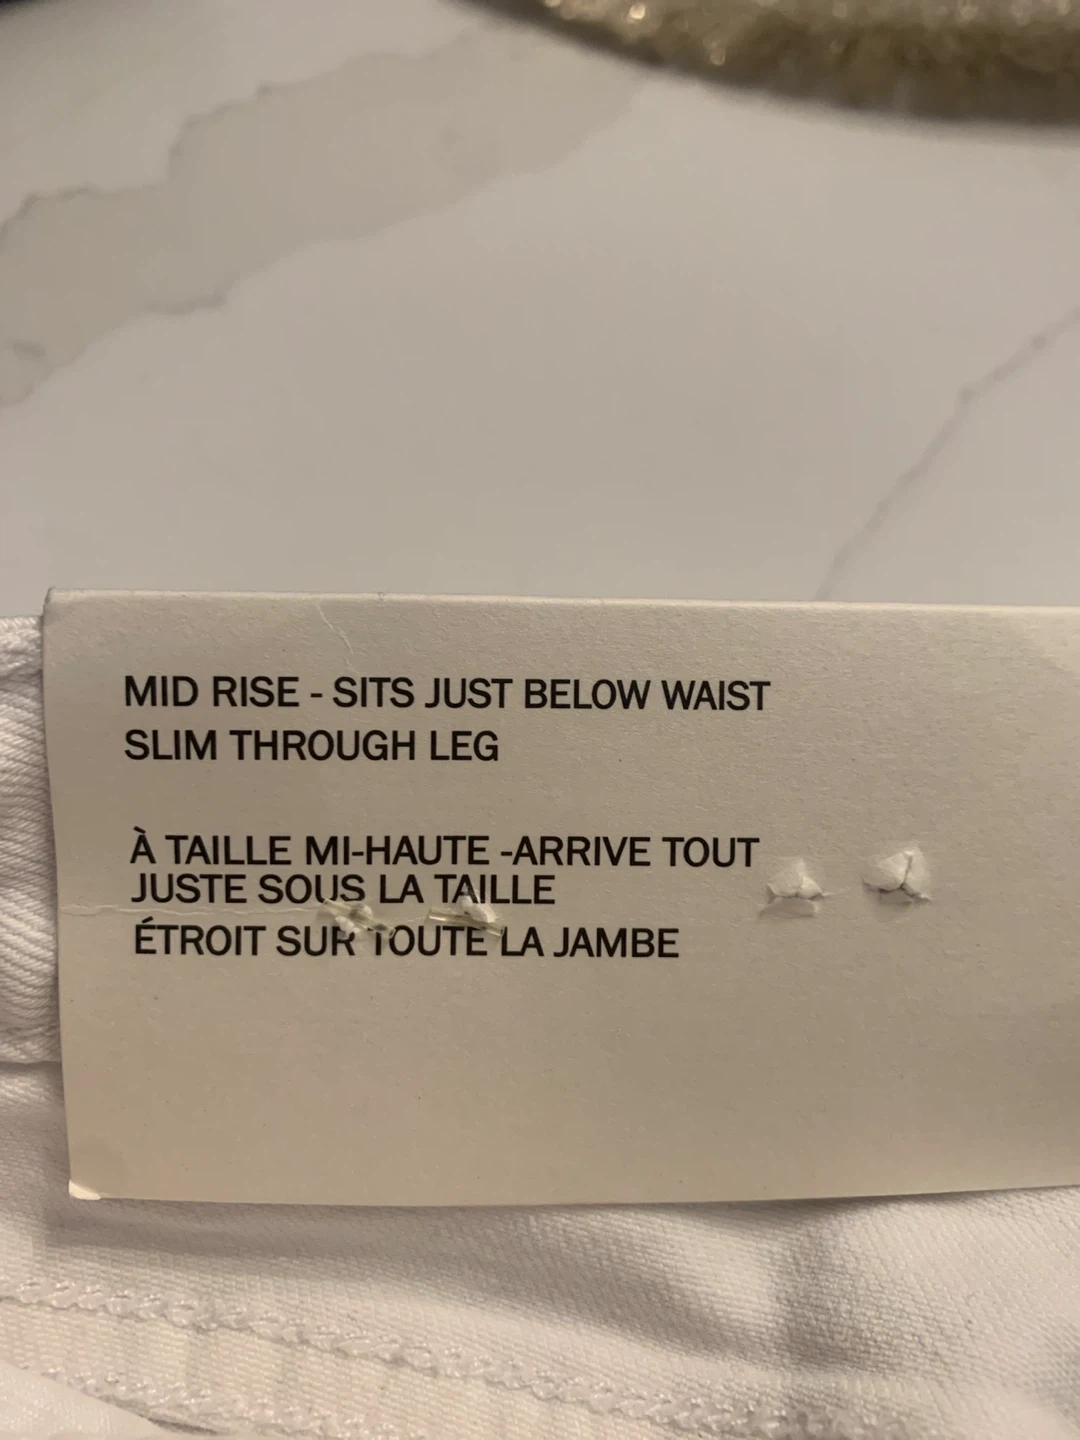 MID RISE - SITS JUST BELOW WAIST
SLIM THROUGH LEG
À TAILLE MI-HAUTE -ARRIVE TOUT
JUSTE SOUS LA TAILLE
ÉTROIT SUR TOUTE LA JAMBE